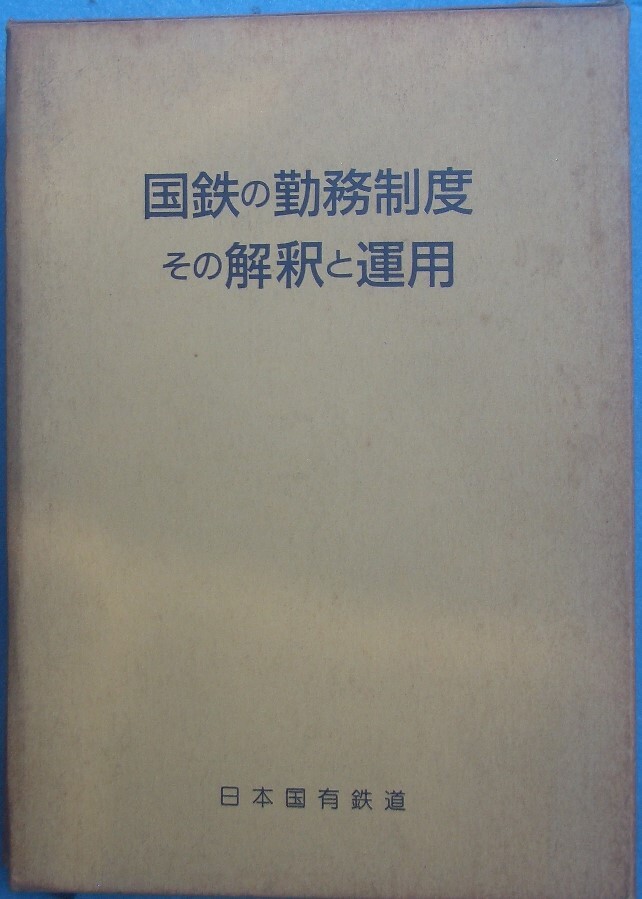 国鉄の勤務制度
その解釈と運用
日本国有鉄道